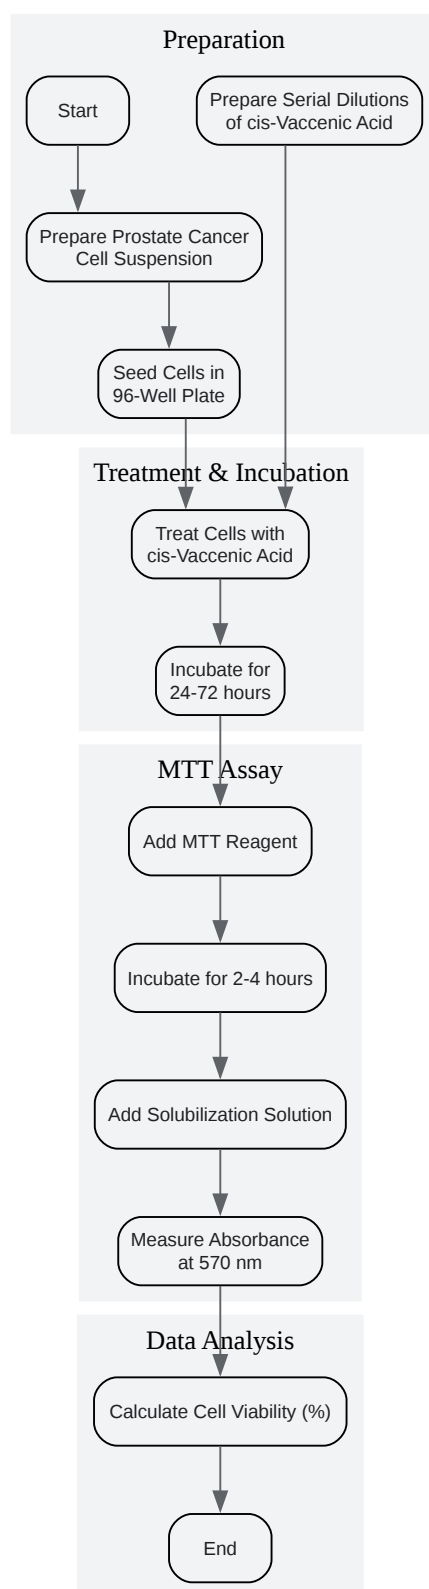 Preparation
Start
Prepare Serial Dilutions
of cis-Vaccenic Acid
Prepare Prostate Cancer
Cell Suspension
Seed Cells in
96-Well Plate
Treatment & Incubation
Treat Cells with
cis-Vaccenic Acid
Incubate for
24-72 hours
MTT Assay
Add MTT Reagent
Incubate for 2-4 hours
Add Solubilization Solution
Measure Absorbance
at 570 nm
Data Analysis
Calculate Cell Viability (%)
End